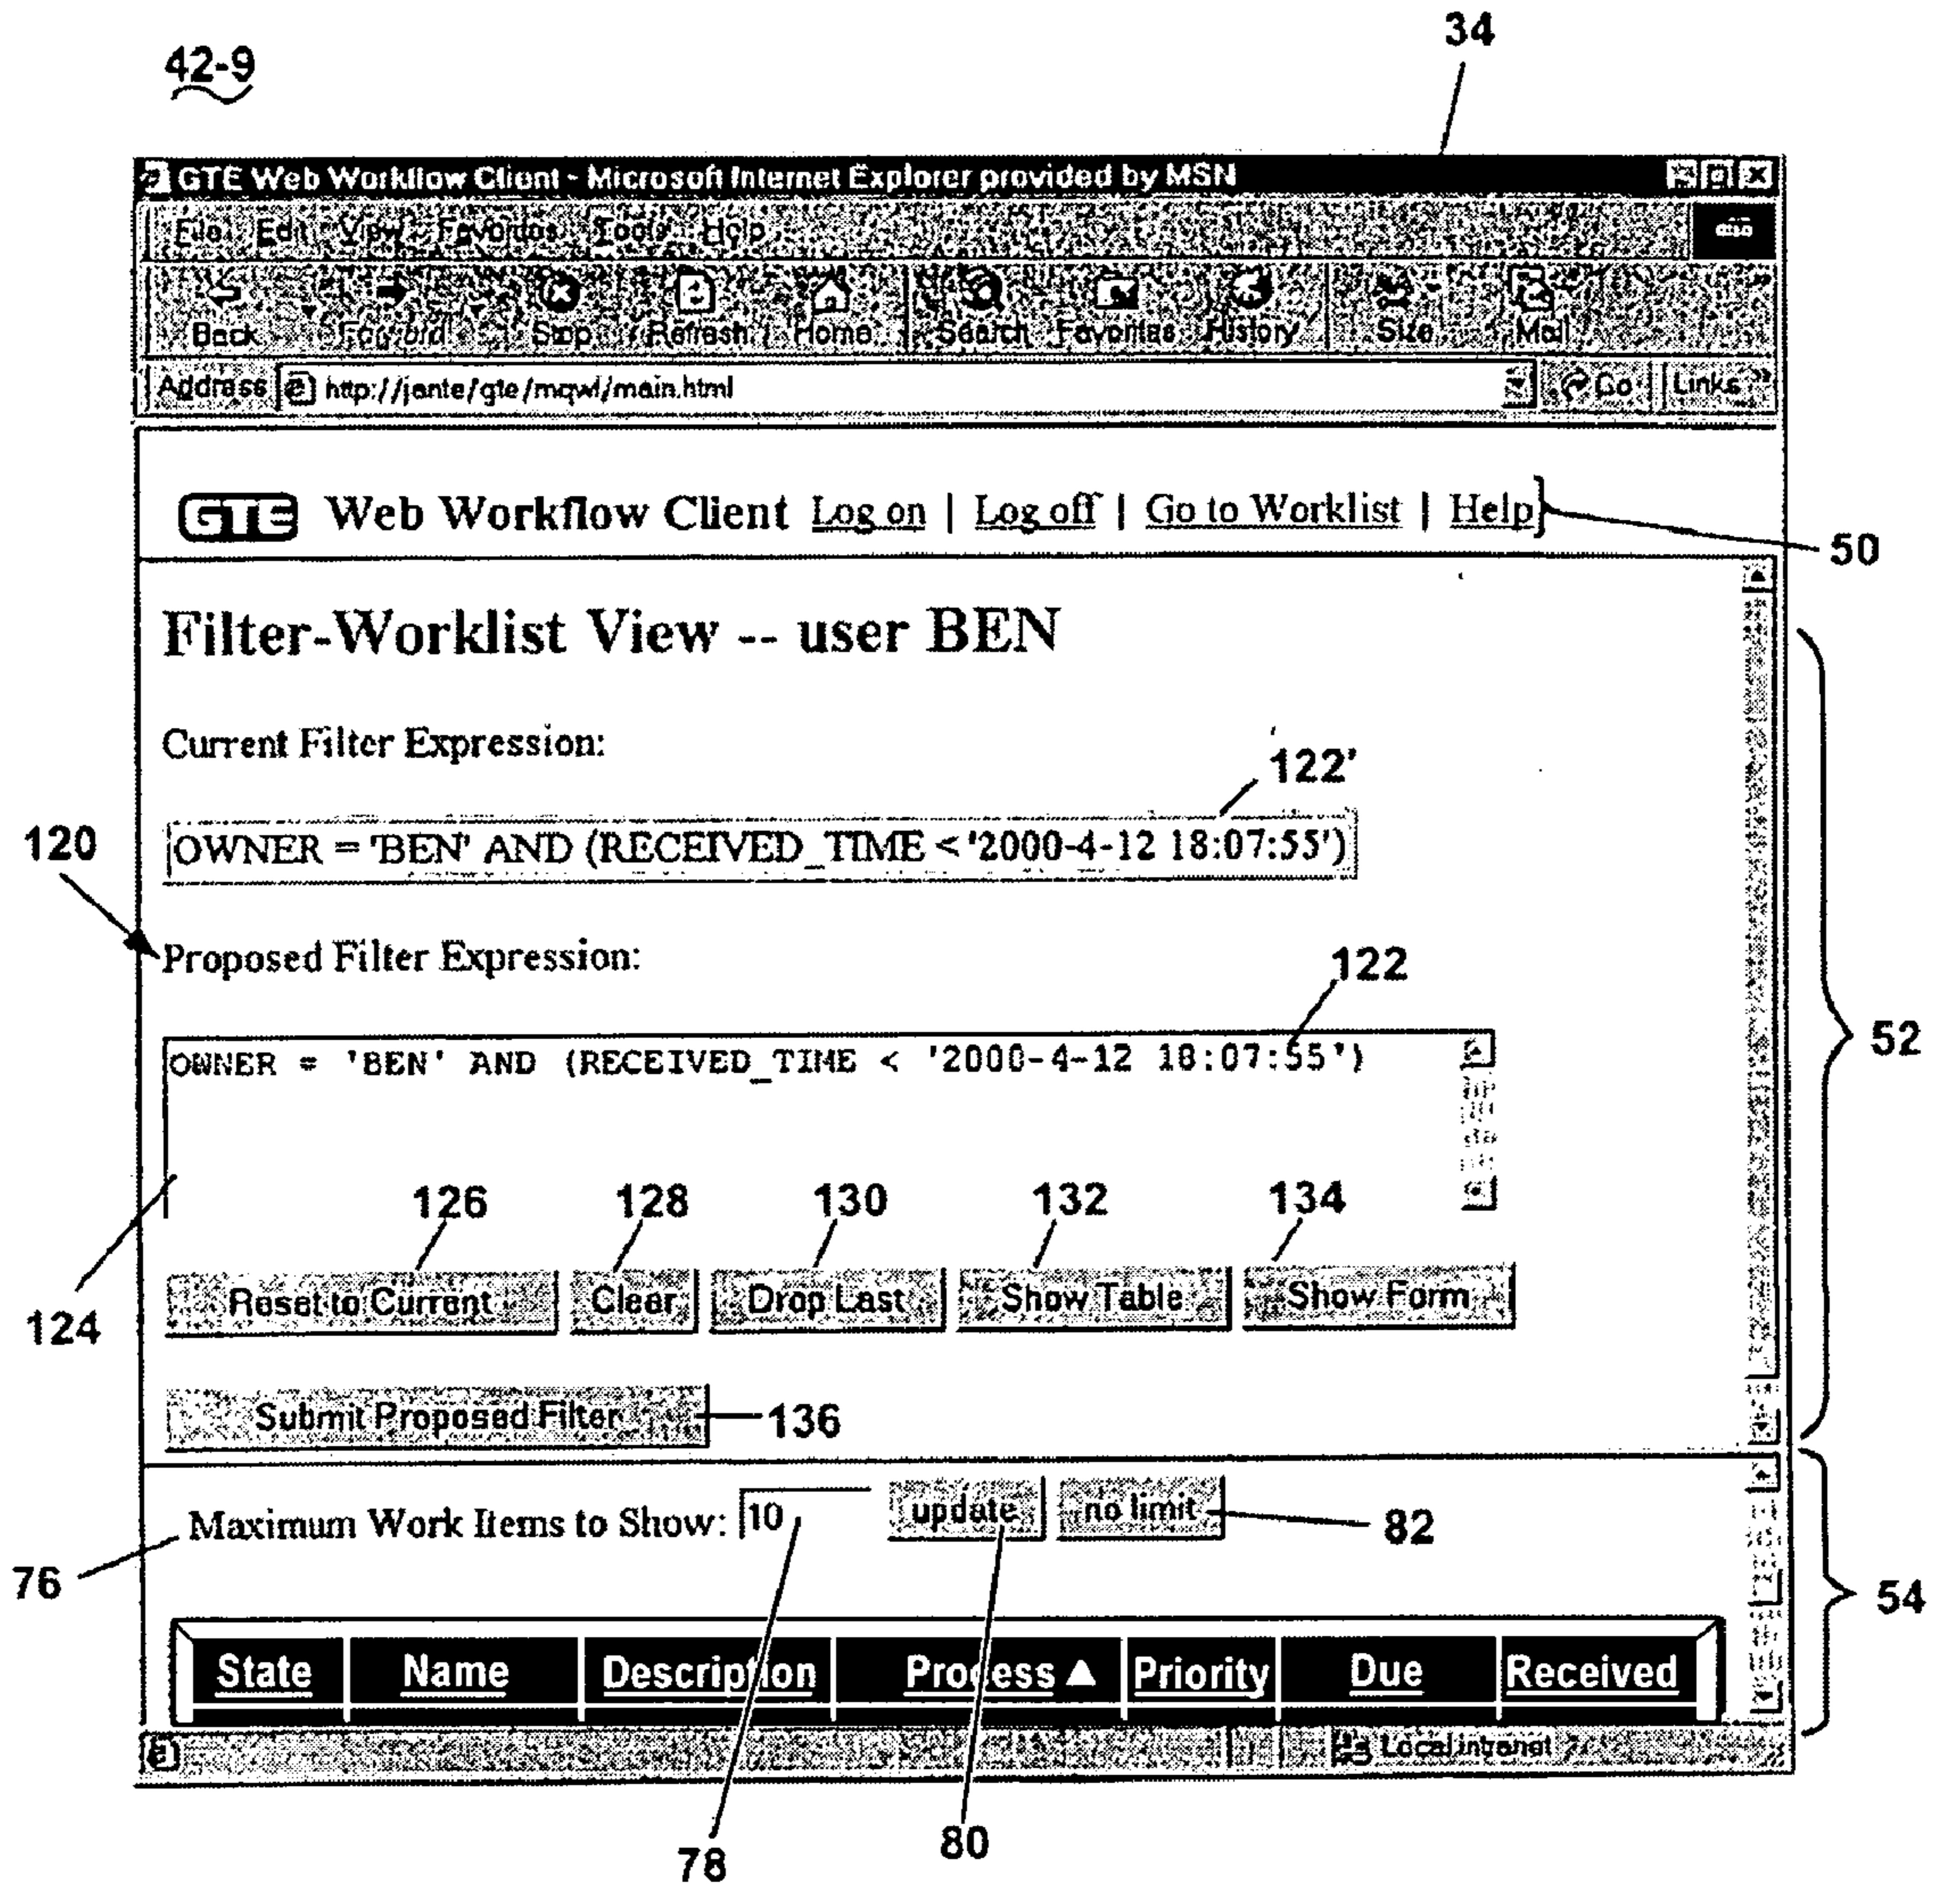 34
42-9
GTE Web Workflow Client - Microsoft Internet Explorer provided by MSN
File Edit View Favorites Tools Help
Back Forward Stop Refresh Home Search Favorites History Size Mail
Address http://jante/gte/mqwf/main.html Go Links »
GTE Web Workflow Client Log on | Log off | Go to Worklist | Help
50
Filter-Worklist View -- user BEN
Current Filter Expression:
122'
OWNER = 'BEN' AND (RECEIVED_TIME < '2000-4-12 18:07:55')
120
Proposed Filter Expression:
122
OWNER = 'BEN' AND (RECEIVED_TIME < '2000-4-12 18:07:55')
52
126 128 130 132 134
Reset to Current Clear Drop Last Show Table Show Form
124
Submit Proposed Filter 136
Maximum Work Items to Show: 10 update no limit 82
76
54
State Name Description Process ▲ Priority Due Received
Local intranet
80
78